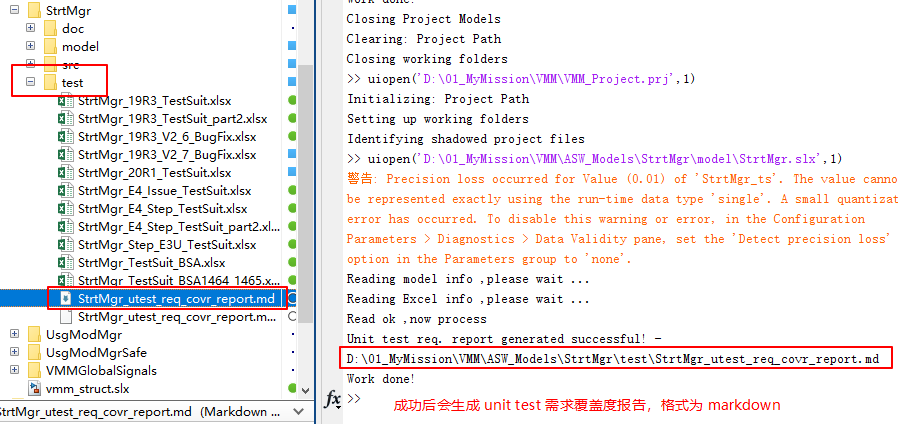 StrtMgr
doc
model
src
test
StrtMgr_19R3_TestSuit.xlsx
StrtMgr_19R3_TestSuit_part2.xlsx
StrtMgr_19R3_V2_6_BugFix.xlsx
StrtMgr_19R3_V2_7_BugFix.xlsx
StrtMgr_20R1_TestSuit.xlsx
StrtMgr_E4_Issue_TestSuit.xlsx
StrtMgr_E4_Step_TestSuit.xlsx
StrtMgr_E4_Step_TestSuit_part2.xl...
StrtMgr_Step_E3U_TestSuit.xlsx
StrtMgr_TestSuit_BSA.xlsx
StrtMgr_TestSuit_BSA1464_1465.x...
StrtMgr_utest_req_covr_report.md
StrtMgr_utest_req_covr_report.m...
UsgModMgr
UsgModMgrSafe
VMMGlobalSignals
vmm_struct.slx
StrtMgr_utest_req_covr_report.md (Markdown ...
Work done!
Closing Project Models
Clearing: Project Path
Closing working folders
>> uiopen('D:\01_MyMission\VMM\VMM_Project.prj',1)
Initializing: Project Path
Setting up working folders
Identifying shadowed project files
>> uiopen('D:\01_MyMission\VMM\ASW_Models\StrtMgr\model\StrtMgr.slx',1)
警告: Precision loss occurred for Value (0.01) of 'StrtMgr_ts'. The value canno
be represented exactly using the run-time data type 'single'. A small quantizat
error has occurred. To disable this warning or error, in the Configuration
Parameters > Diagnostics > Data Validity pane, set the 'Detect precision loss'
option in the Parameters group to 'none'.
Reading model info ,please wait ...
Reading Excel info ,please wait ...
Read ok ,now process
Unit test req. report generated successful! -
D:\01_MyMission\VMM\ASW_Models\StrtMgr\test\StrtMgr_utest_req_covr_report.md
Work done!
fx >>
成功后会生成 unit test 需求覆盖度报告，格式为 markdown